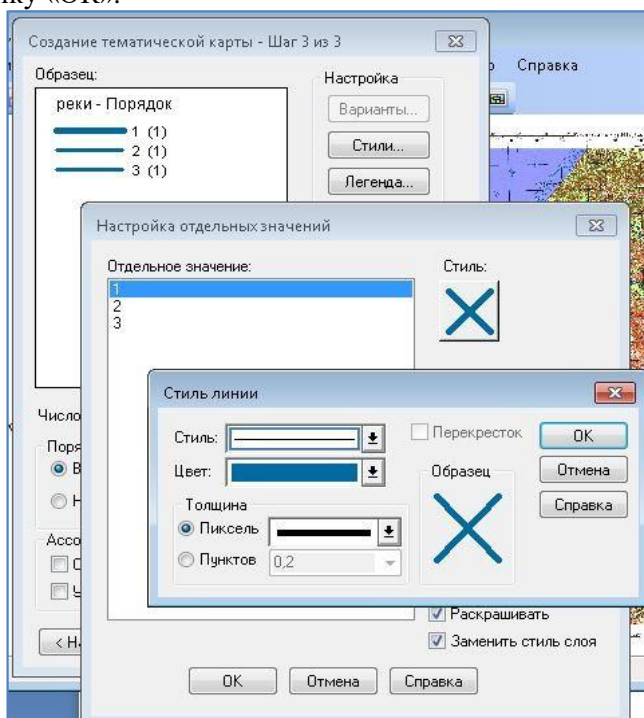 «OK».
Создание тематической карты - Шаг 3 из 3
Справка
Образец:
реки - Порядок
1 (1)
2 (1)
3 (1)
Настройка
Варианты...
Стили...
Легенда...
Настройка отдельных значений
Отдельное значение:
1
2
3
Стиль:
Стиль линии
Стиль:
Цвет:
Толщина
Пиксель
Пунктов 0,2
Перекресток
Образец
OK
Отмена
Справка
Раскрашивать
Заменить стиль слоя
OK Отмена Справка